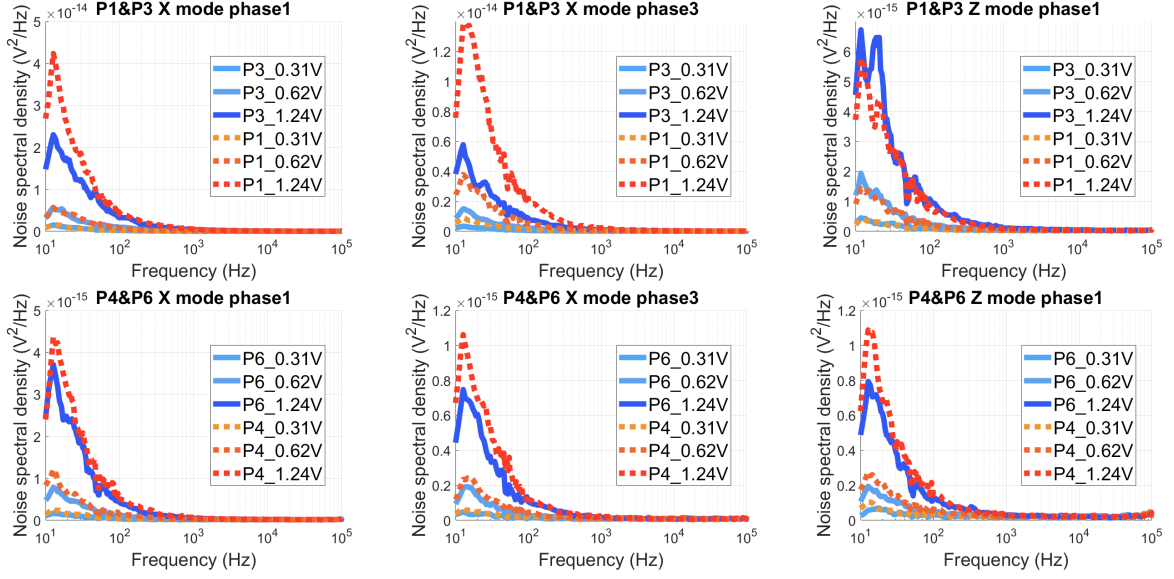 P1&P3 X mode phase1
×10⁻¹⁴
Noise spectral density (V²/Hz)
5
4
3
2
1
0
P3_0.31V
P3_0.62V
P3_1.24V
P1_0.31V
P1_0.62V
P1_1.24V
10¹ 10² 10³ 10⁴ 10⁵
Frequency (Hz)
P1&P3 X mode phase3
×10⁻¹⁴
Noise spectral density (V²/Hz)
1.2
1
0.8
0.6
0.4
0.2
0
P3_0.31V
P3_0.62V
P3_1.24V
P1_0.31V
P1_0.62V
P1_1.24V
10¹ 10² 10³ 10⁴ 10⁵
Frequency (Hz)
P1&P3 Z mode phase1
×10⁻¹⁵
Noise spectral density (V²/Hz)
6
5
4
3
2
1
0
P3_0.31V
P3_0.62V
P3_1.24V
P1_0.31V
P1_0.62V
P1_1.24V
10¹ 10² 10³ 10⁴ 10⁵
Frequency (Hz)
P4&P6 X mode phase1
×10⁻¹⁵
Noise spectral density (V²/Hz)
5
4
3
2
1
0
P6_0.31V
P6_0.62V
P6_1.24V
P4_0.31V
P4_0.62V
P4_1.24V
10¹ 10² 10³ 10⁴ 10⁵
Frequency (Hz)
P4&P6 X mode phase3
×10⁻¹⁵
Noise spectral density (V²/Hz)
1.2
1
0.8
0.6
0.4
0.2
0
P6_0.31V
P6_0.62V
P6_1.24V
P4_0.31V
P4_0.62V
P4_1.24V
10¹ 10² 10³ 10⁴ 10⁵
Frequency (Hz)
P4&P6 Z mode phase1
×10⁻¹⁵
Noise spectral density (V²/Hz)
1.2
1
0.8
0.6
0.4
0.2
0
P6_0.31V
P6_0.62V
P6_1.24V
P4_0.31V
P4_0.62V
P4_1.24V
10¹ 10² 10³ 10⁴ 10⁵
Frequency (Hz)